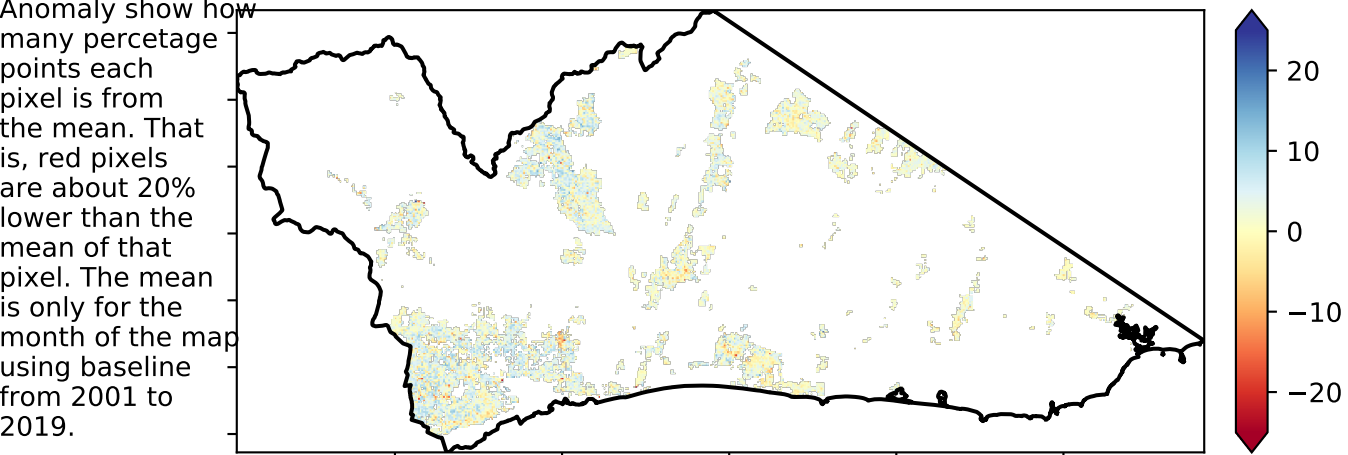 Anomaly show how
many percetage
points each
pixel is from
the mean. That
is, red pixels
are about 20%
lower than the
mean of that
pixel. The mean
is only for the
month of the map
using baseline
from 2001 to
2019.
20
10
0
−10
−20